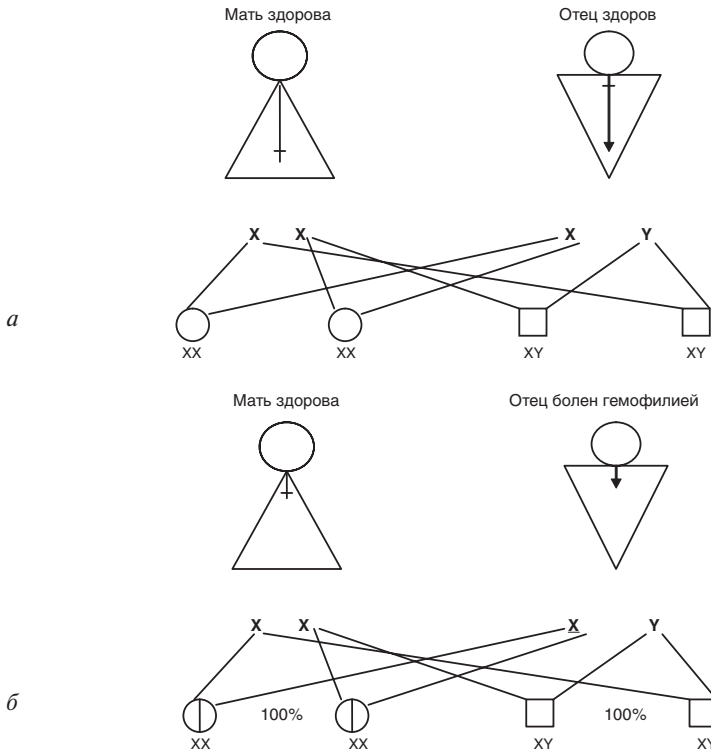 Мать здорова Отец здоров
X X X Y
а
XX XX XY XY
Мать здорова Отец болен гемофилией
X X X Y
б
100% 100%
XX XX XY XY